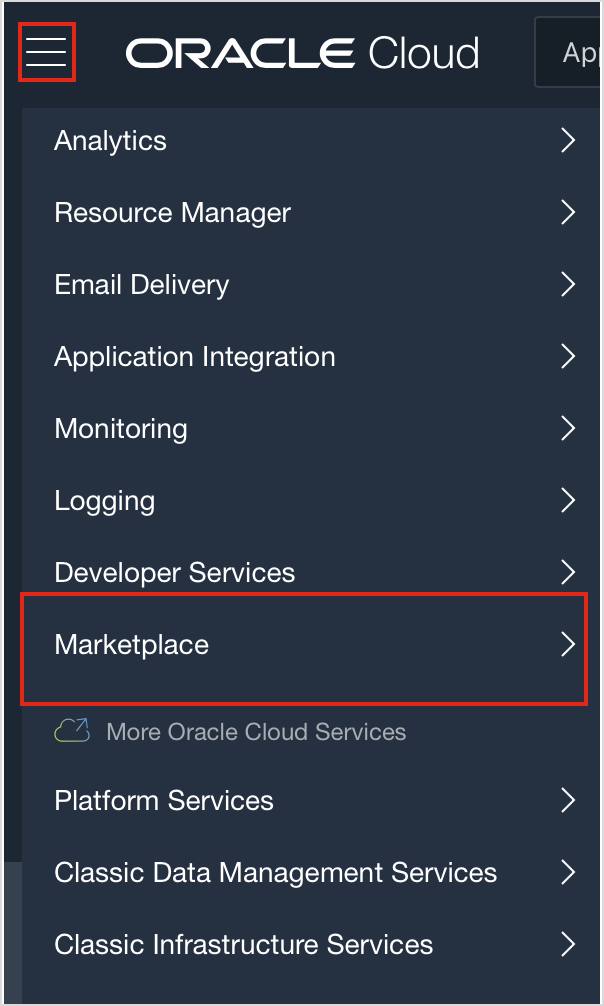 ORACLE Cloud
Analytics
Resource Manager
Email Delivery
Application Integration
Monitoring
Logging
Developer Services
Marketplace
More Oracle Cloud Services
Platform Services
Classic Data Management Services
Classic Infrastructure Services